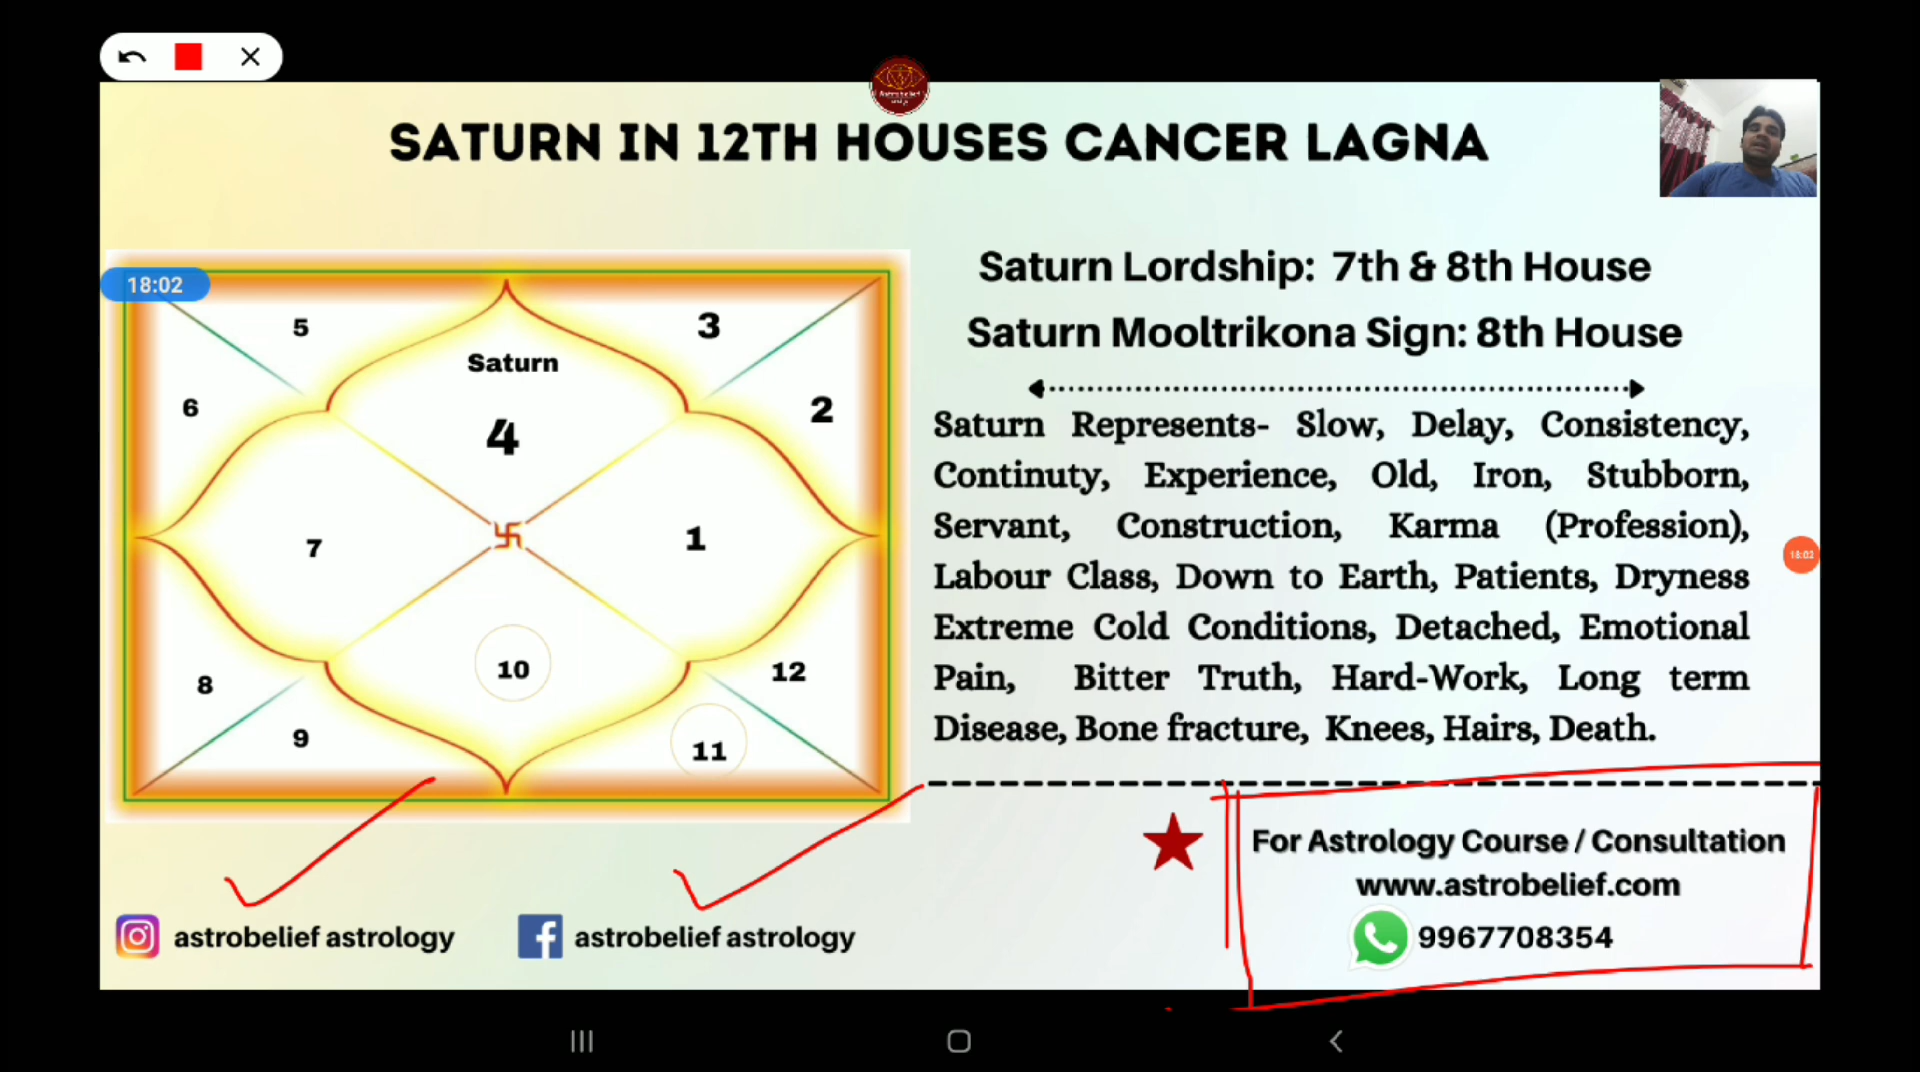 SATURN IN 12TH HOUSES CANCER LAGNA
18:02
Saturn Lordship: 7th & 8th House
Saturn Mooltrikona Sign: 8th House
5
3
Saturn
6
2
4
7
1
10
8
12
9
11
Saturn Represents- Slow, Delay, Consistency,
Continuty, Experience, Old, Iron, Stubborn,
Servant, Construction, Karma (Profession),
Labour Class, Down to Earth, Patients, Dryness
Extreme Cold Conditions, Detached, Emotional
Pain, Bitter Truth, Hard-Work, Long term
Disease, Bone fracture, Knees, Hairs, Death.
18:02
For Astrology Course / Consultation
www.astrobelief.com
9967708354
astrobelief astrology
astrobelief astrology